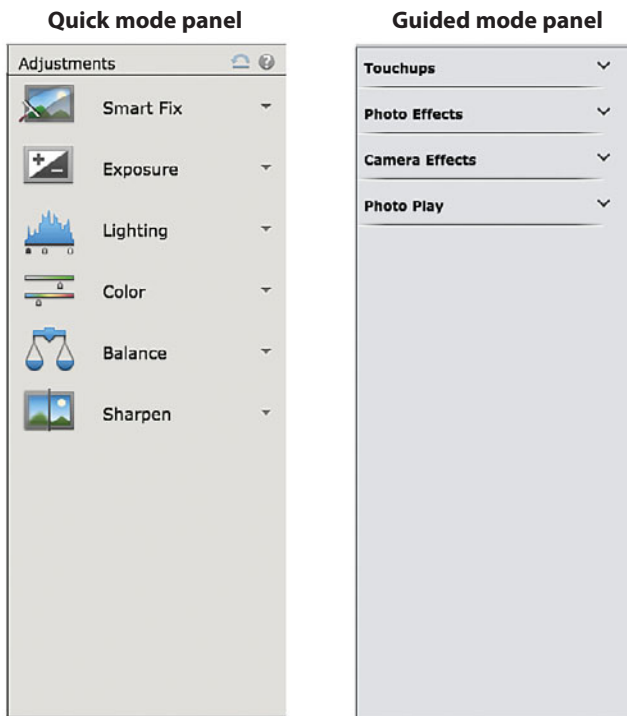 Quick mode panel
Adjustments
Smart Fix
Exposure
Lighting
Color
Balance
Sharpen
Guided mode panel
Touchups
Photo Effects
Camera Effects
Photo Play